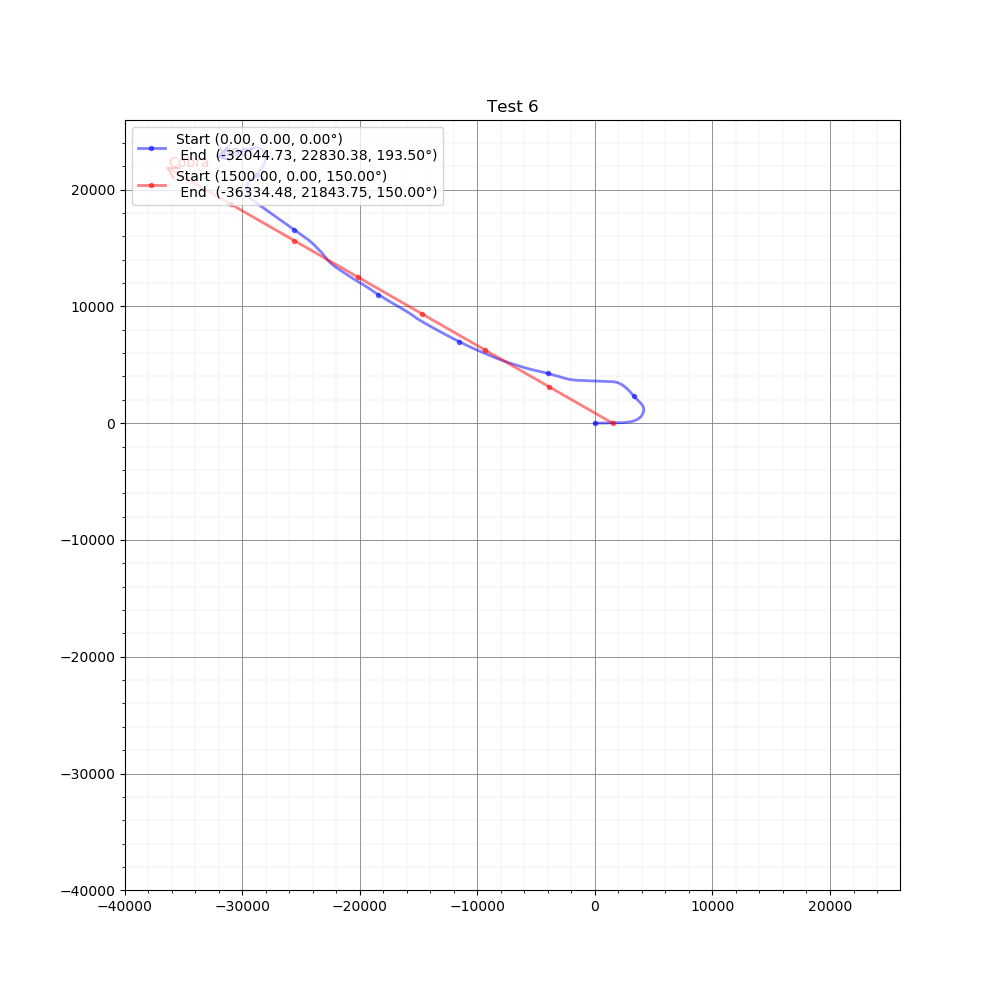 Test 6
Start (0.00, 0.00, 0.00°)
End (-32044.73, 22830.38, 193.50°)
Start (1500.00, 0.00, 150.00°)
End (-36334.48, 21843.75, 150.00°)
Cobra
20000
10000
0
−10000
−20000
−30000
−40000
−40000 −30000 −20000 −10000 0 10000 20000